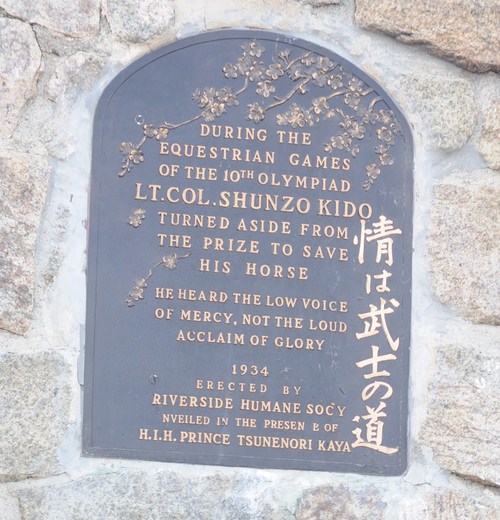 DURING THE
EQUESTRIAN GAMES
OF THE 10TH OLYMPIAD
LT. COL. SHUNZO KIDO
TURNED ASIDE FROM
THE PRIZE TO SAVE
HIS HORSE
HE HEARD THE LOW VOICE
OF MERCY, NOT THE LOUD
ACCLAIM OF GLORY
1934
ERECTED BY
RIVERSIDE HUMANE SOCY
NVEILED IN THE PRESEN E OF
H.I.H. PRINCE TSUNENORI KAYA
情は武士の道